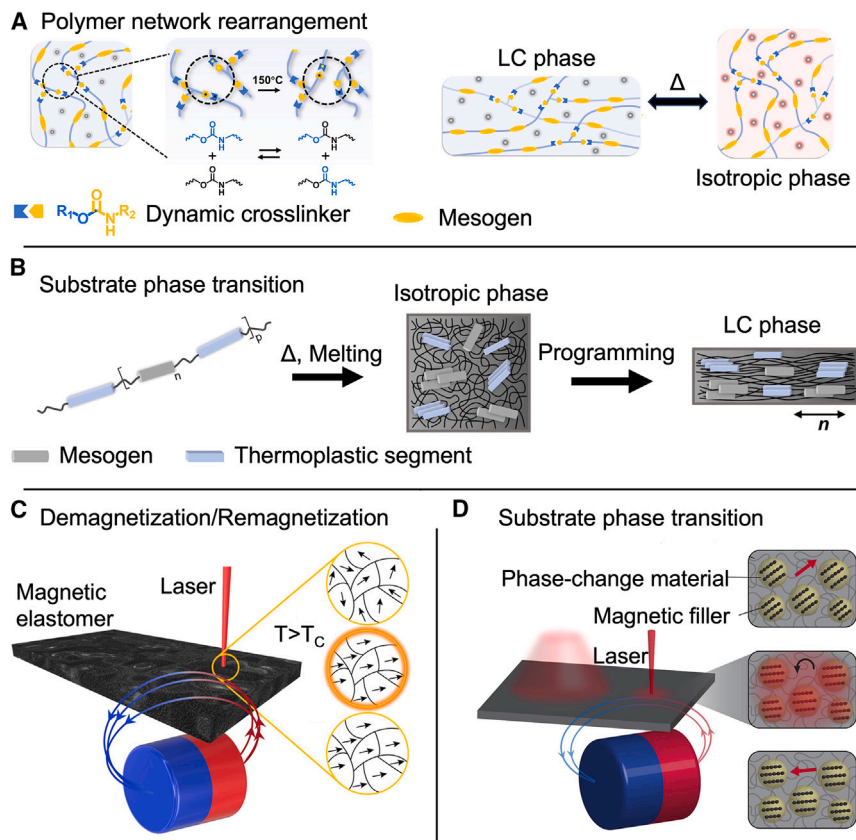 A Polymer network rearrangement
150°C
O
O N
H
O
O N
H
+
+
O
O N
H
O
O N
H
LC phase
Δ
Isotropic phase
O
R1 O N R2
H
Dynamic crosslinker
Mesogen
B
Substrate phase transition
n
p
Δ, Melting
Isotropic phase
Programming
LC phase
n
Mesogen
Thermoplastic segment
C Demagnetization/Remagnetization
Magnetic
elastomer
Laser
T>TC
D Substrate phase transition
Phase-change material
Magnetic filler
Laser